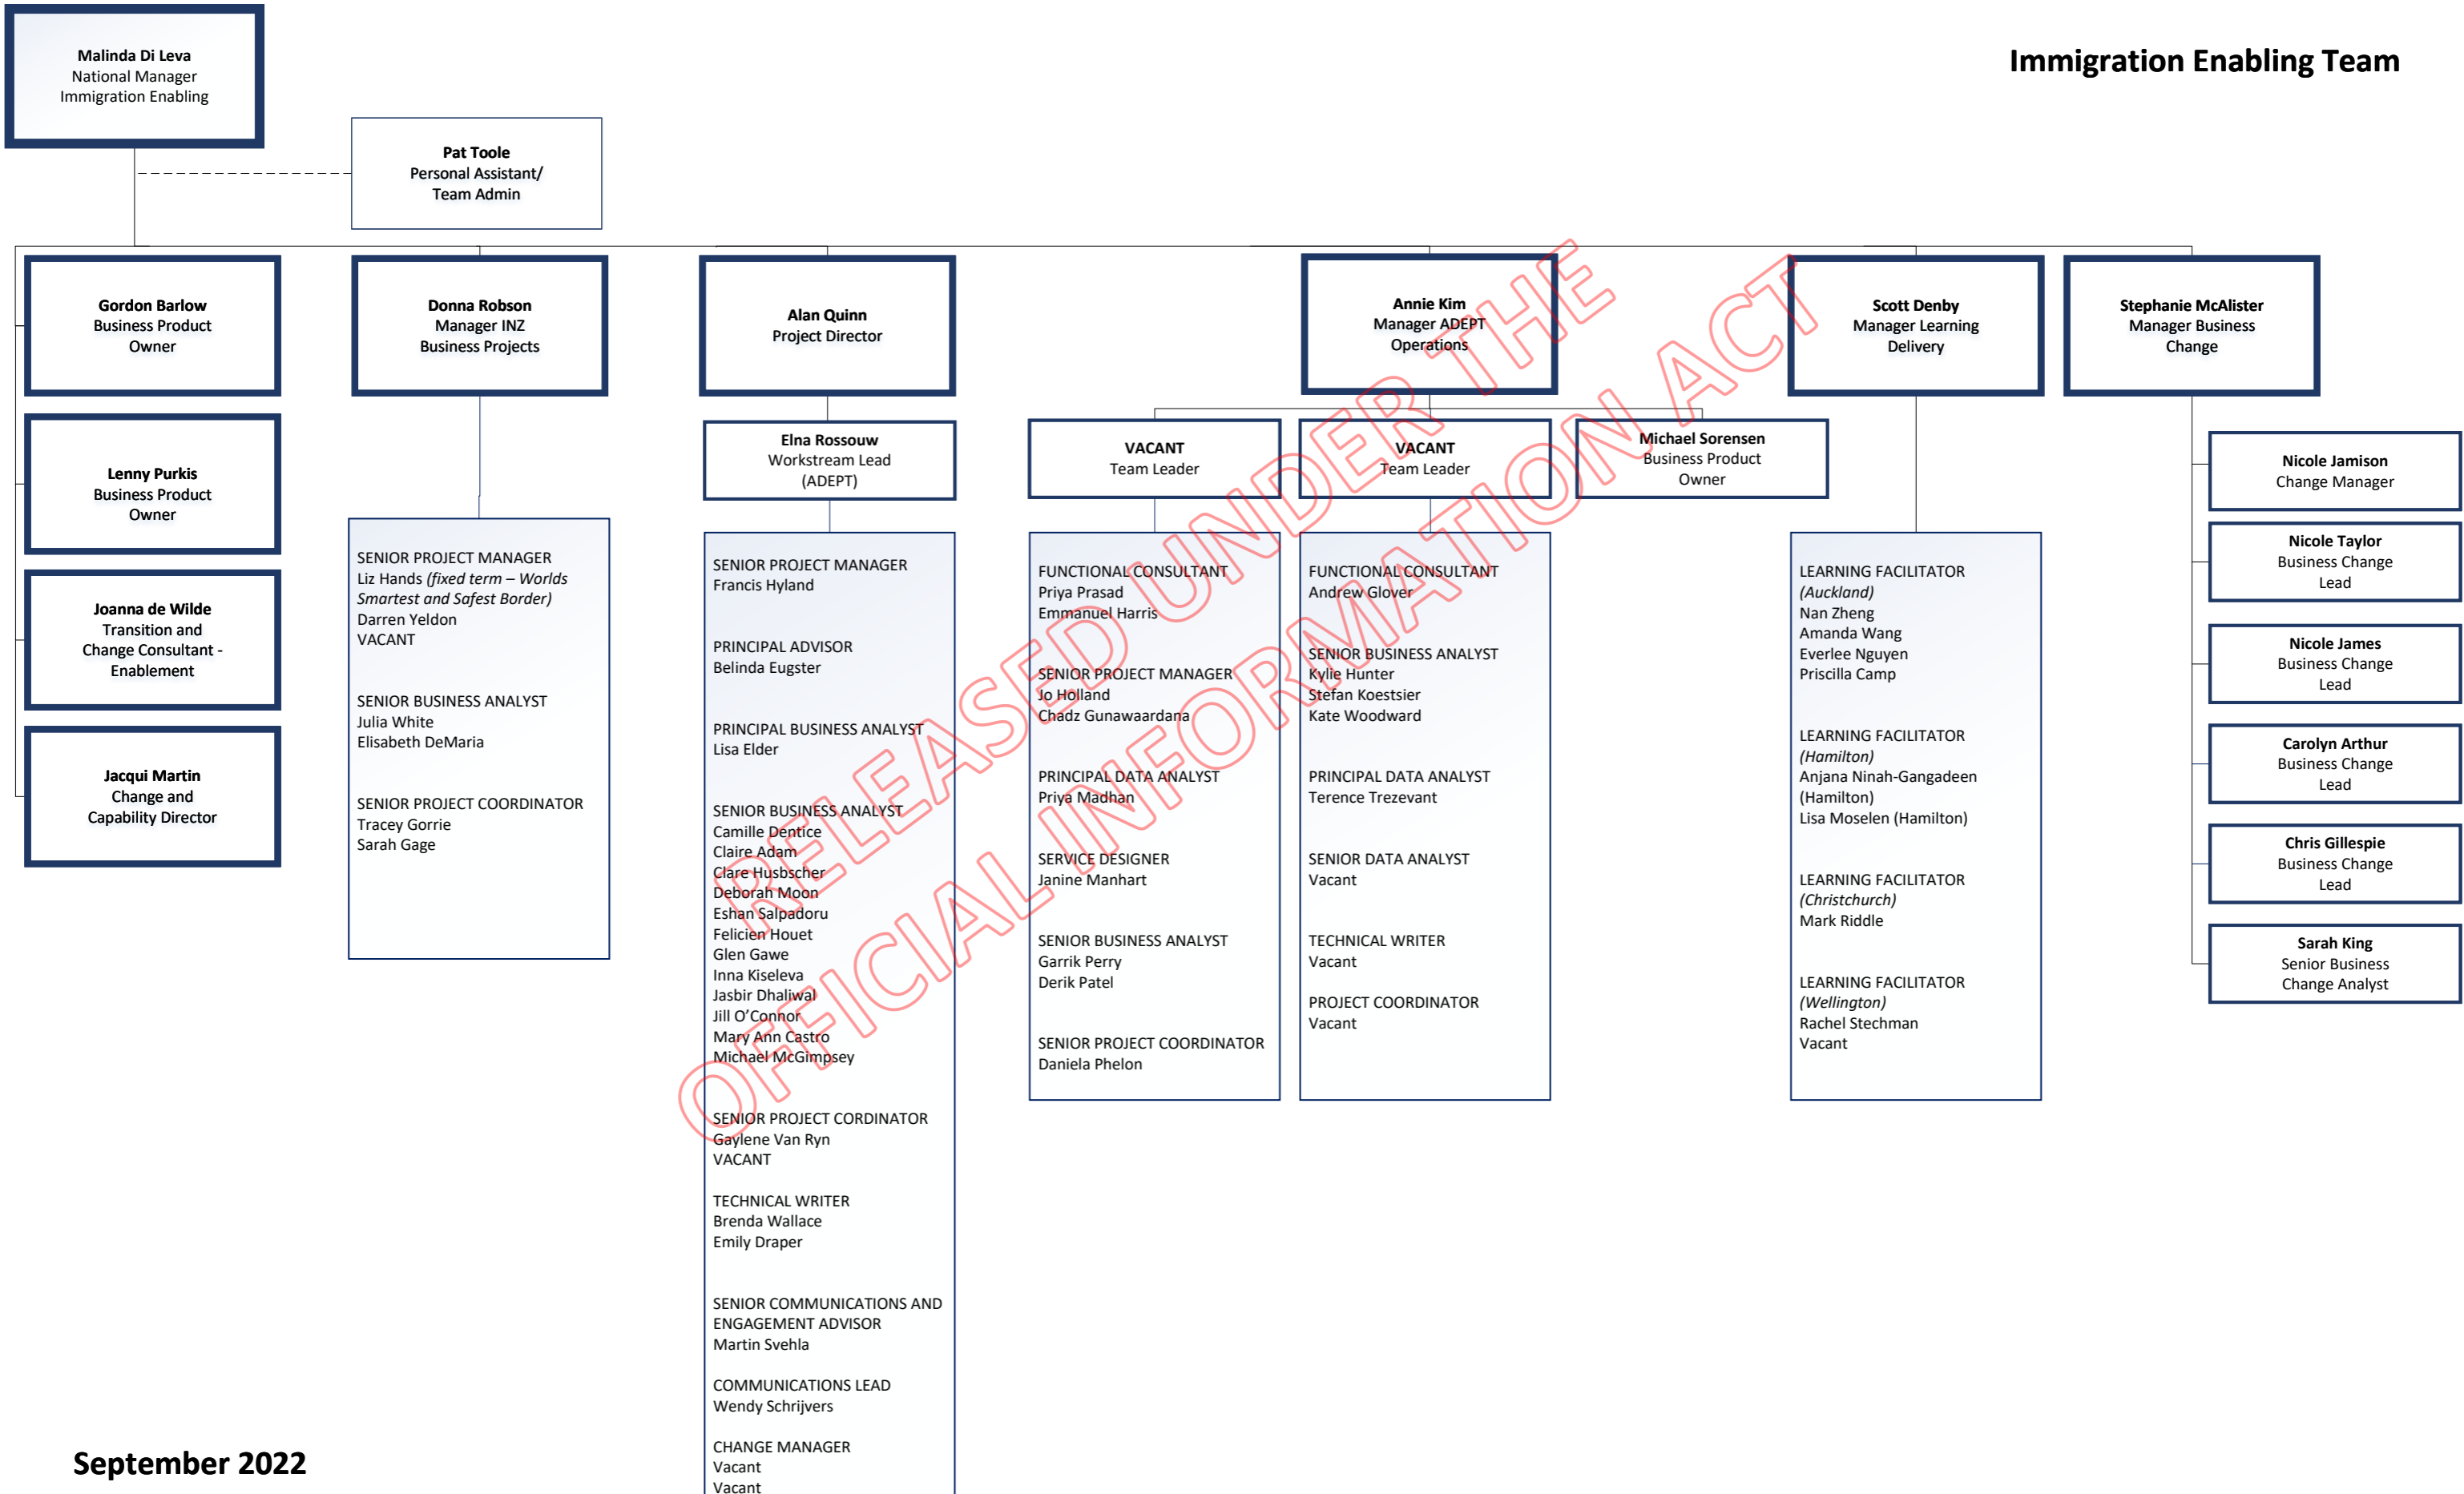 Immigration Enabling Team
Malinda Di Leva
National Manager
Immigration Enabling
Pat Toole
Personal Assistant/
Team Admin
Gordon Barlow
Business Product
Owner
Lenny Purkis
Business Product
Owner
Joanna de Wilde
Transition and
Change Consultant -
Enablement
Jacqui Martin
Change and
Capability Director
Donna Robson
Manager INZ
Business Projects
SENIOR PROJECT MANAGER
Liz Hands (fixed term – Worlds
Smartest and Safest Border)
Darren Yeldon
VACANT
SENIOR BUSINESS ANALYST
Julia White
Elisabeth DeMaria
SENIOR PROJECT COORDINATOR
Tracey Gorrie
Sarah Gage
Alan Quinn
Project Director
Elna Rossouw
Workstream Lead
(ADEPT)
SENIOR PROJECT MANAGER
Francis Hyland
PRINCIPAL ADVISOR
Belinda Eugster
PRINCIPAL BUSINESS ANALYST
Lisa Elder
SENIOR BUSINESS ANALYST
Camille Dentice
Claire Adam
Clare Husbscher
Deborah Moon
Eshan Salpadoru
Felicien Houet
Glen Gawe
Inna Kiseleva
Jasbir Dhaliwal
Jill O’Connor
Mary Ann Castro
Michael McGimpsey
SENIOR PROJECT CORDINATOR
Gaylene Van Ryn
VACANT
TECHNICAL WRITER
Brenda Wallace
Emily Draper
SENIOR COMMUNICATIONS AND
ENGAGEMENT ADVISOR
Martin Svehla
COMMUNICATIONS LEAD
Wendy Schrijvers
CHANGE MANAGER
Vacant
Vacant
Annie Kim
Manager ADEPT
Operations
VACANT
Team Leader
FUNCTIONAL CONSULTANT
Priya Prasad
Emmanuel Harris
SENIOR PROJECT MANAGER
Jo Holland
Chadz Gunawaardana
PRINCIPAL DATA ANALYST
Priya Madhan
SERVICE DESIGNER
Janine Manhart
SENIOR BUSINESS ANALYST
Garrik Perry
Derik Patel
SENIOR PROJECT COORDINATOR
Daniela Phelon
VACANT
Team Leader
FUNCTIONAL CONSULTANT
Andrew Glover
SENIOR BUSINESS ANALYST
Kylie Hunter
Stefan Koestsier
Kate Woodward
PRINCIPAL DATA ANALYST
Terence Trezevant
SENIOR DATA ANALYST
Vacant
TECHNICAL WRITER
Vacant
PROJECT COORDINATOR
Vacant
Michael Sorensen
Business Product
Owner
Scott Denby
Manager Learning
Delivery
LEARNING FACILITATOR
(Auckland)
Nan Zheng
Amanda Wang
Everlee Nguyen
Priscilla Camp
LEARNING FACILITATOR
(Hamilton)
Anjana Ninah-Gangadeen
(Hamilton)
Lisa Moselen (Hamilton)
LEARNING FACILITATOR
(Christchurch)
Mark Riddle
LEARNING FACILITATOR
(Wellington)
Rachel Stechman
Vacant
Stephanie McAlister
Manager Business
Change
Nicole Jamison
Change Manager
Nicole Taylor
Business Change
Lead
Nicole James
Business Change
Lead
Carolyn Arthur
Business Change
Lead
Chris Gillespie
Business Change
Lead
Sarah King
Senior Business
Change Analyst
RELEASED UNDER THE
OFFICIAL INFORMATION ACT
September 2022